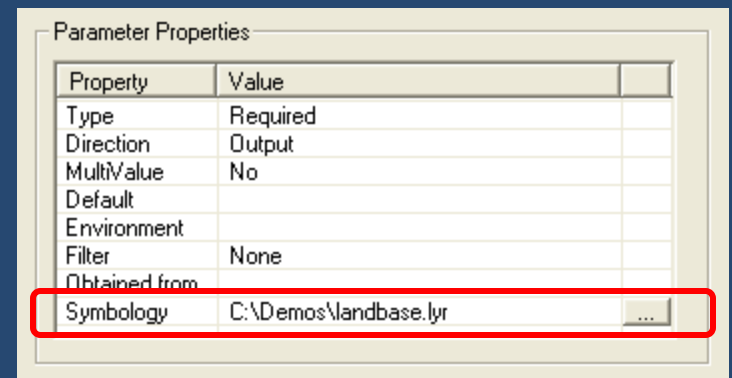 Parameter Properties
Property Value
Type Required
Direction Output
MultiValue No
Default
Environment
Filter None
Obtained from
Symbology C:\Demos\landbase.lyr ...